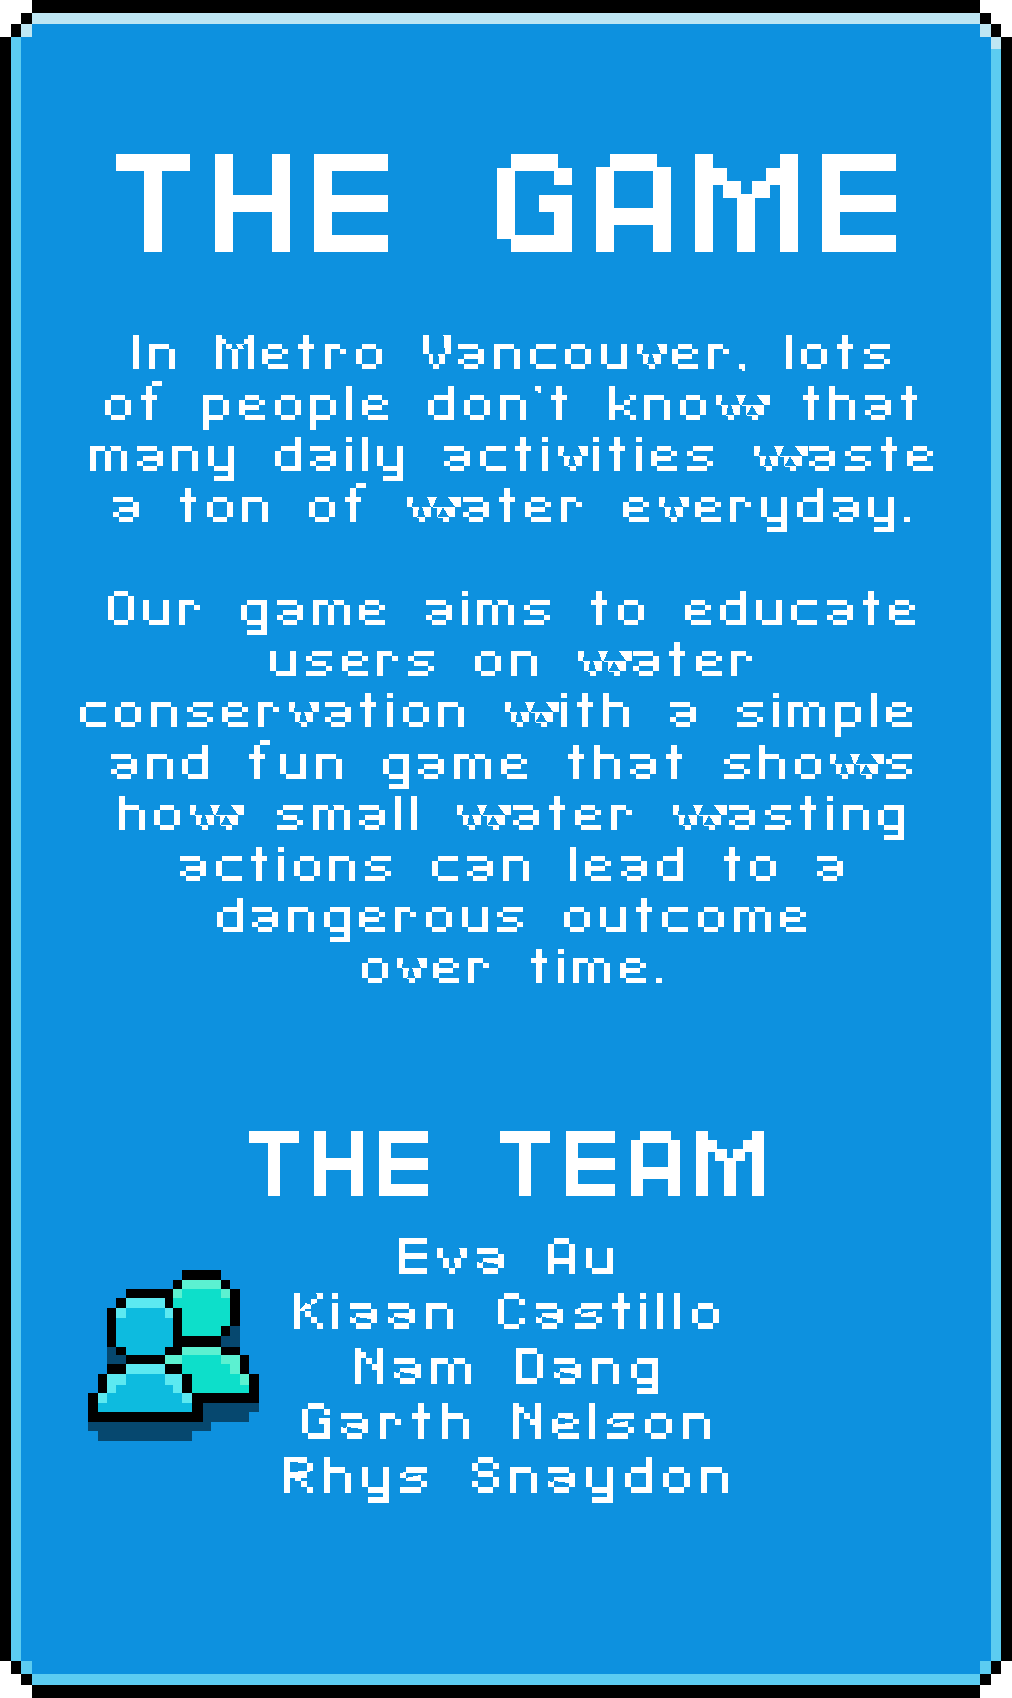 THE GAME
In Metro Vancouver, lots
of people don't know that
many daily activities waste
a ton of water everyday.
Our game aims to educate
users on water
conservation with a simple
and fun game that shows
how small water wasting
actions can lead to a
dangerous outcome
over time.
THE TEAM
Eva Au
Kiaan Castillo
Nam Dang
Garth Nelson
Rhys Snaydon